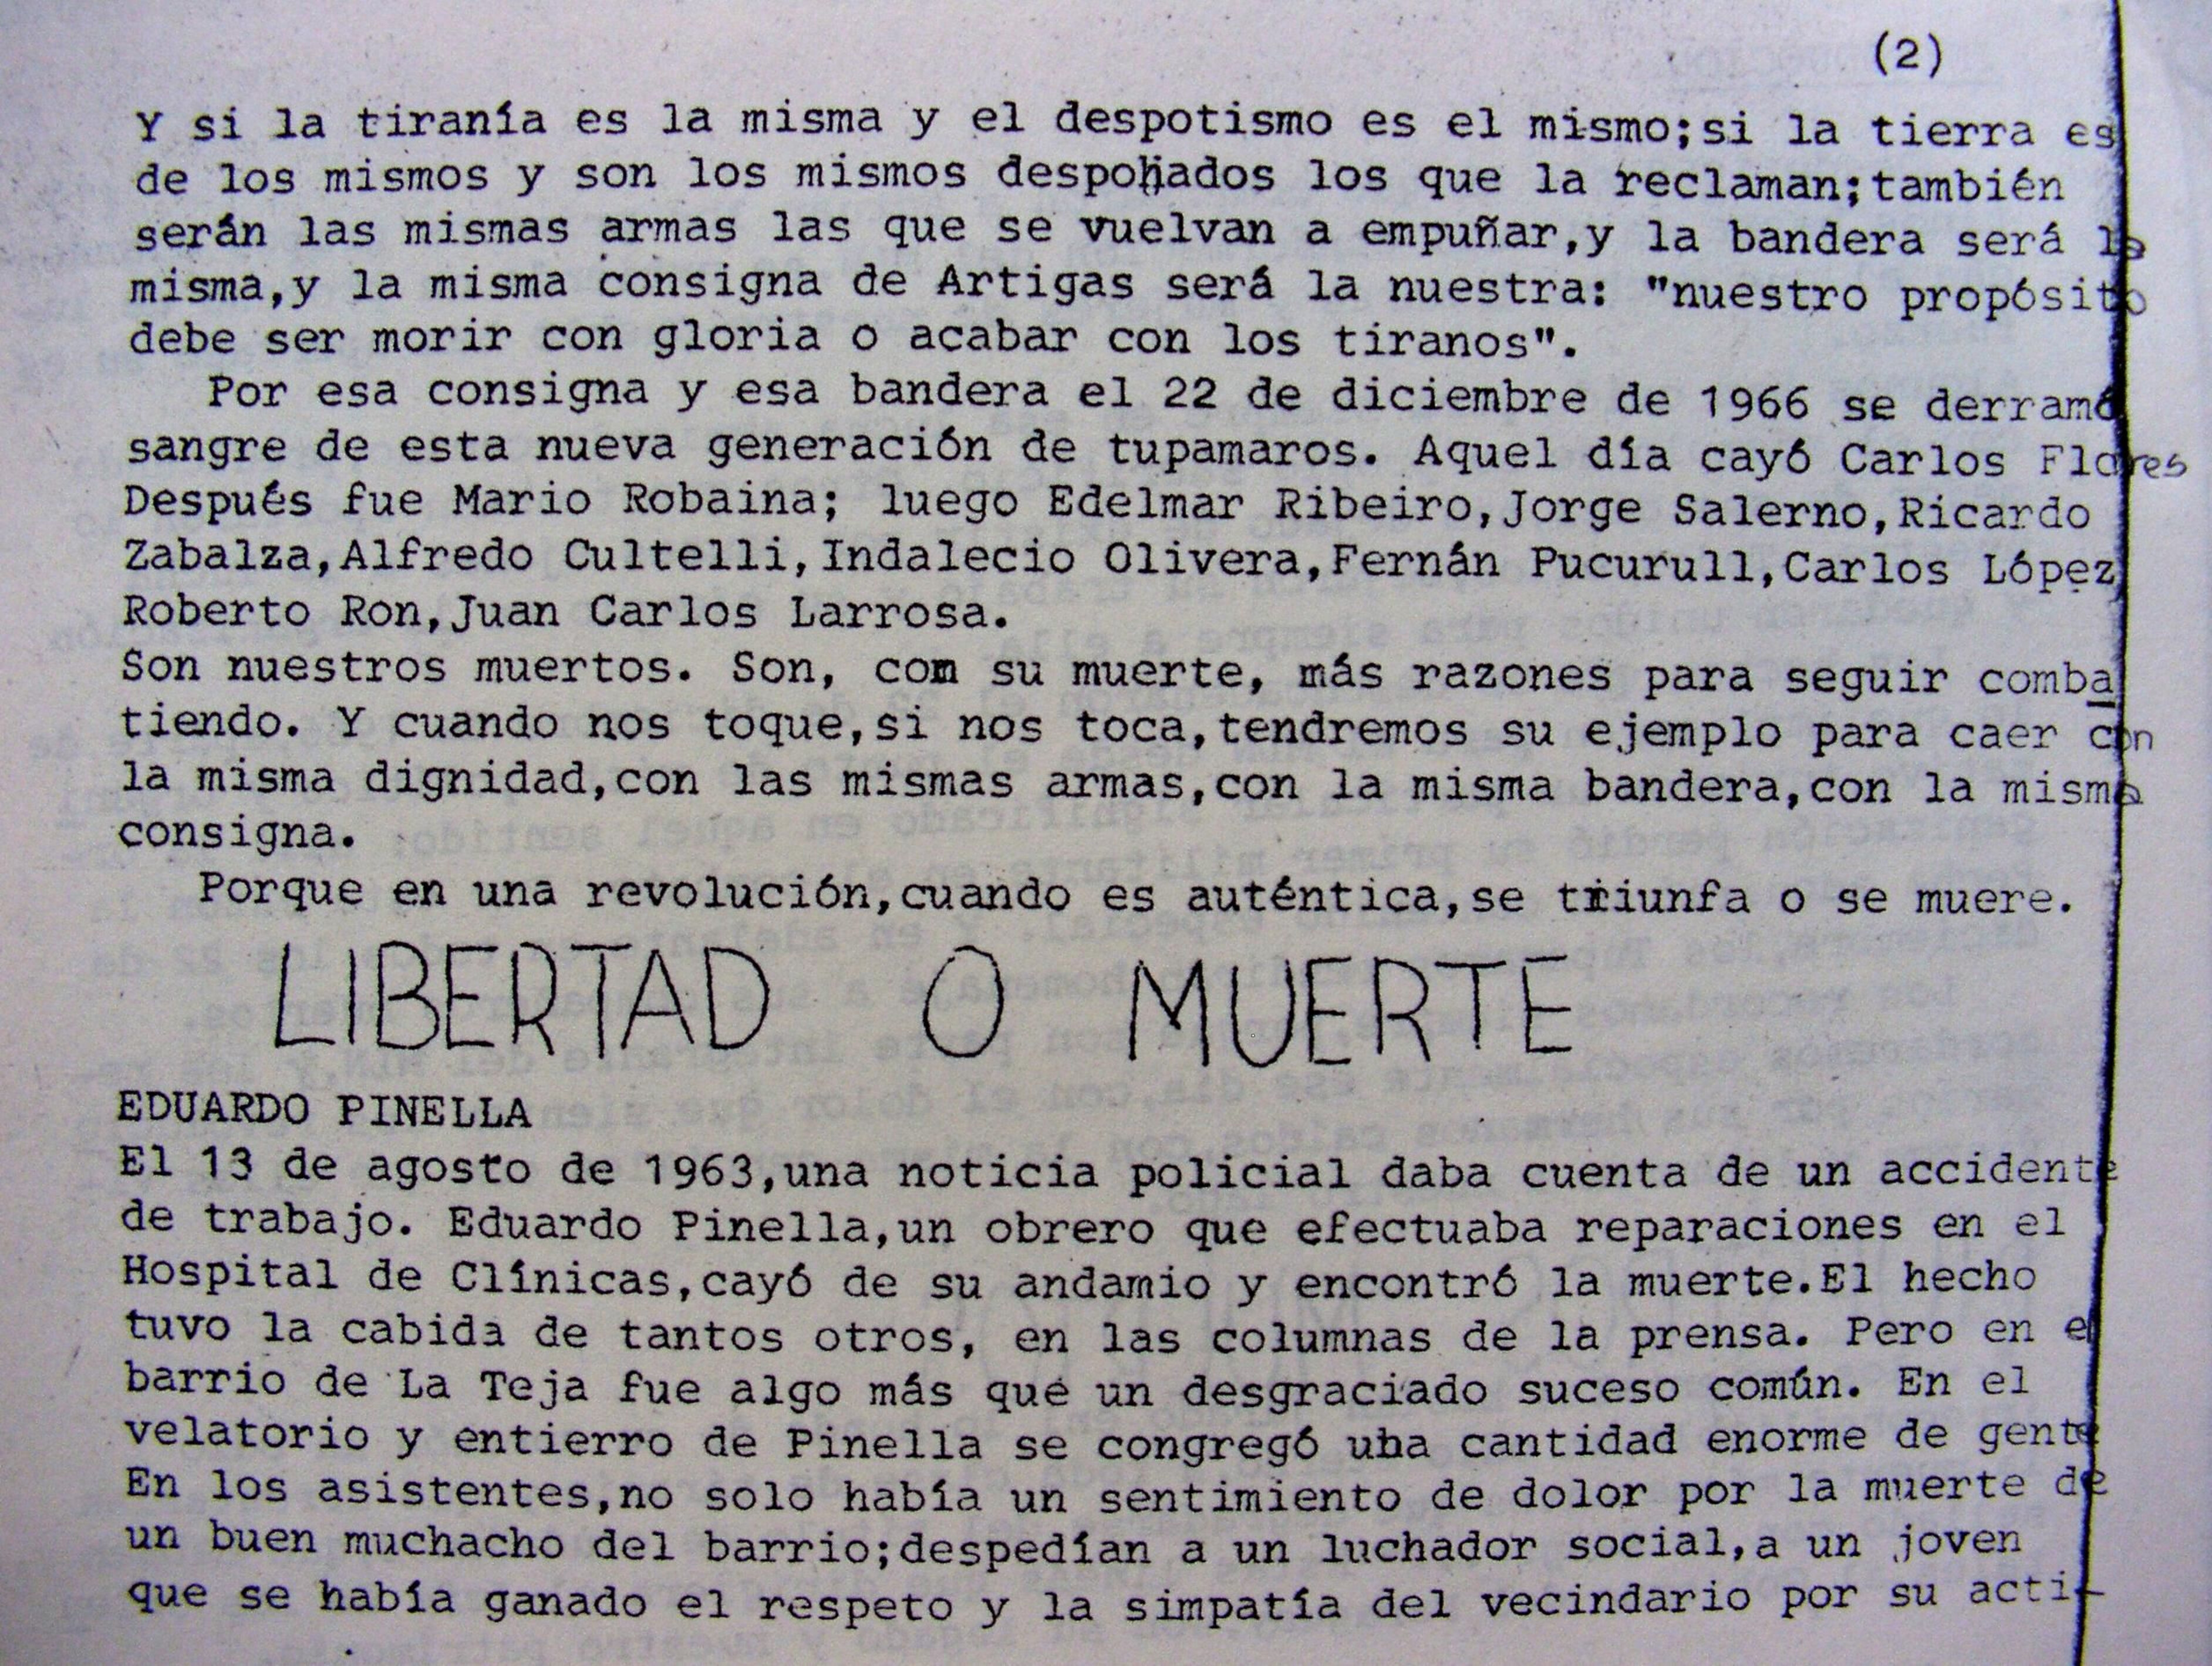 (2)
Y si la tiranía es la misma y el despotismo es el mismo;si la tierra es
de los mismos y son los mismos despojados los que la reclaman;también
serán las mismas armas las que se vuelvan a empuñar,y la bandera será la
misma,y la misma consigna de Artigas será la nuestra: "nuestro propósito
debe ser morir con gloria o acabar con los tiranos".
Por esa consigna y esa bandera el 22 de diciembre de 1966 se derramó
sangre de esta nueva generación de tupamaros. Aquel día cayó Carlos Flores
Después fue Mario Robaina; luego Edelmar Ribeiro,Jorge Salerno,Ricardo
Zabalza,Alfredo Cultelli,Indalecio Olivera,Fernán Pucurull,Carlos López,
Roberto Ron,Juan Carlos Larrosa.
Son nuestros muertos. Son, con su muerte, más razones para seguir comba
tiendo. Y cuando nos toque,si nos toca,tendremos su ejemplo para caer con
la misma dignidad,con las mismas armas,con la misma bandera,con la misma
consigna.
Porque en una revolución,cuando es auténtica,se triunfa o se muere.
LIBERTAD O MUERTE
EDUARDO PINELLA
El 13 de agosto de 1963,una noticia policial daba cuenta de un accidente
de trabajo. Eduardo Pinella,un obrero que efectuaba reparaciones en el
Hospital de Clínicas,cayó de su andamio y encontró la muerte.El hecho
tuvo la cabida de tantos otros, en las columnas de la prensa. Pero en el
barrio de La Teja fue algo más que un desgraciado suceso común. En el
velatorio y entierro de Pinella se congregó una cantidad enorme de gente
En los asistentes,no solo había un sentimiento de dolor por la muerte de
un buen muchacho del barrio;despedían a un luchador social,a un joven
que se había ganado el respeto y la simpatía del vecindario por su acti-